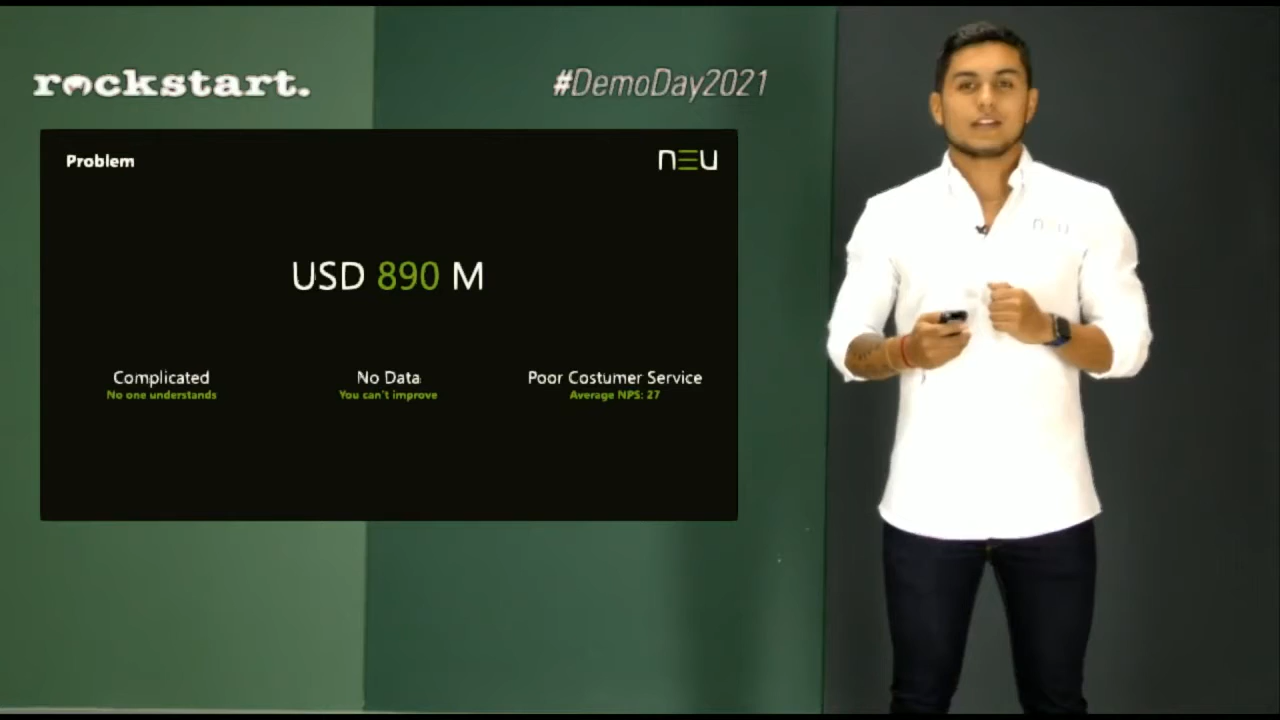 rockstart.
#DemoDay2021
Problem
neu
USD 890 M
Complicated
No one understands
No Data
You can't improve
Poor Costumer Service
Average NPS: 27
neu